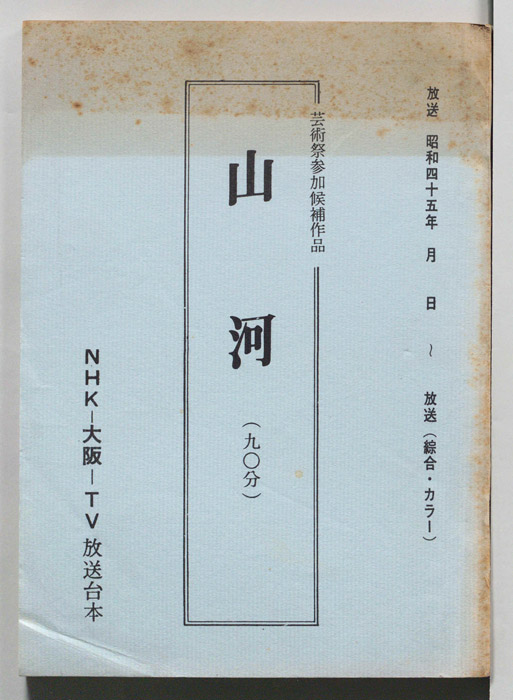 放送 昭和四十五年 月 日 ~ 放送(綜合・カラー)
芸術祭参加候補作品
山河(九〇分)
NHK-大阪-TV放送台本